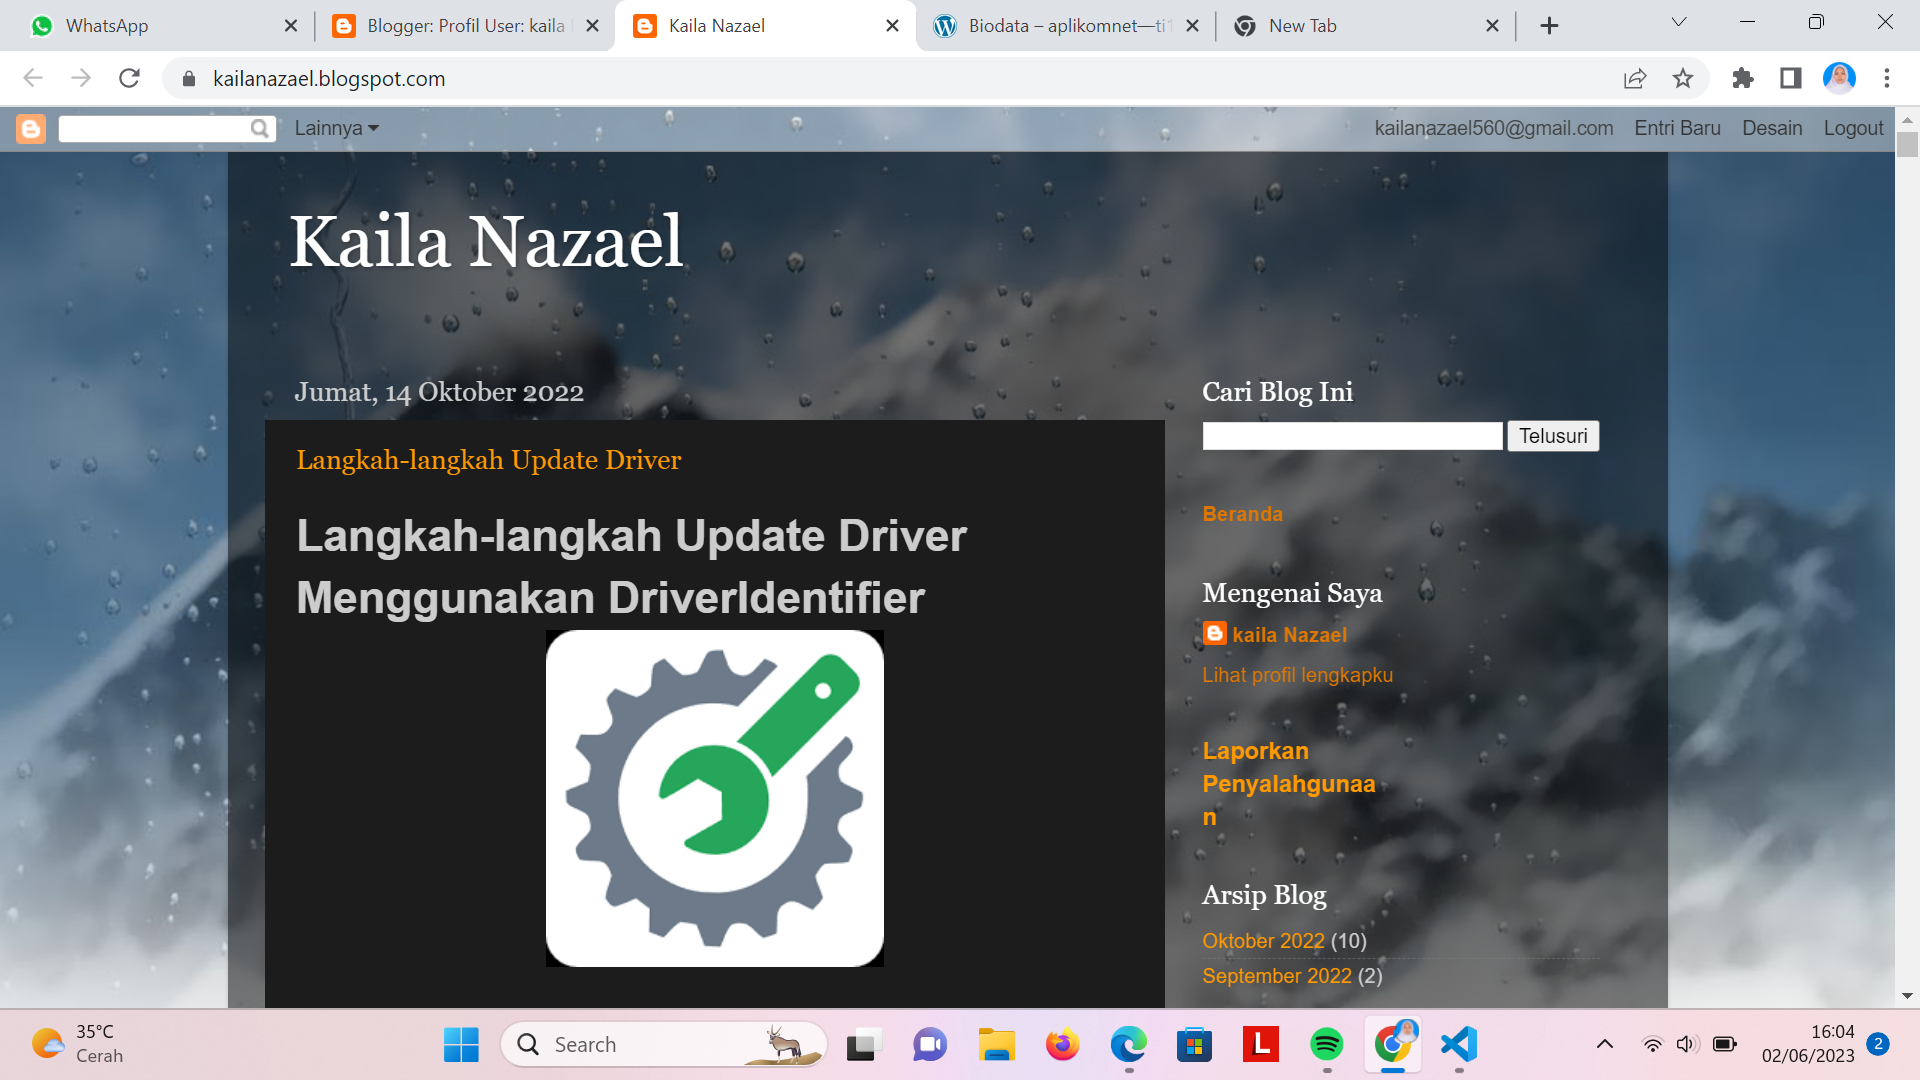 WhatsApp
Blogger: Profil User: kaila
Kaila Nazael
Biodata – aplikomnet—ti1
New Tab
kailanazael.blogspot.com
Lainnya
kailanazael560@gmail.com
Entri Baru
Desain
Logout
Kaila Nazael
Jumat, 14 Oktober 2022
Langkah-langkah Update Driver
Langkah-langkah Update Driver
Menggunakan DriverIdentifier
Cari Blog Ini
Telusuri
Beranda
Mengenai Saya
kaila Nazael
Lihat profil lengkapku
Laporkan
Penyalahgunaa
n
Arsip Blog
Oktober 2022 (10)
September 2022 (2)
35°C
Cerah
Search
L
16:04
02/06/2023
2